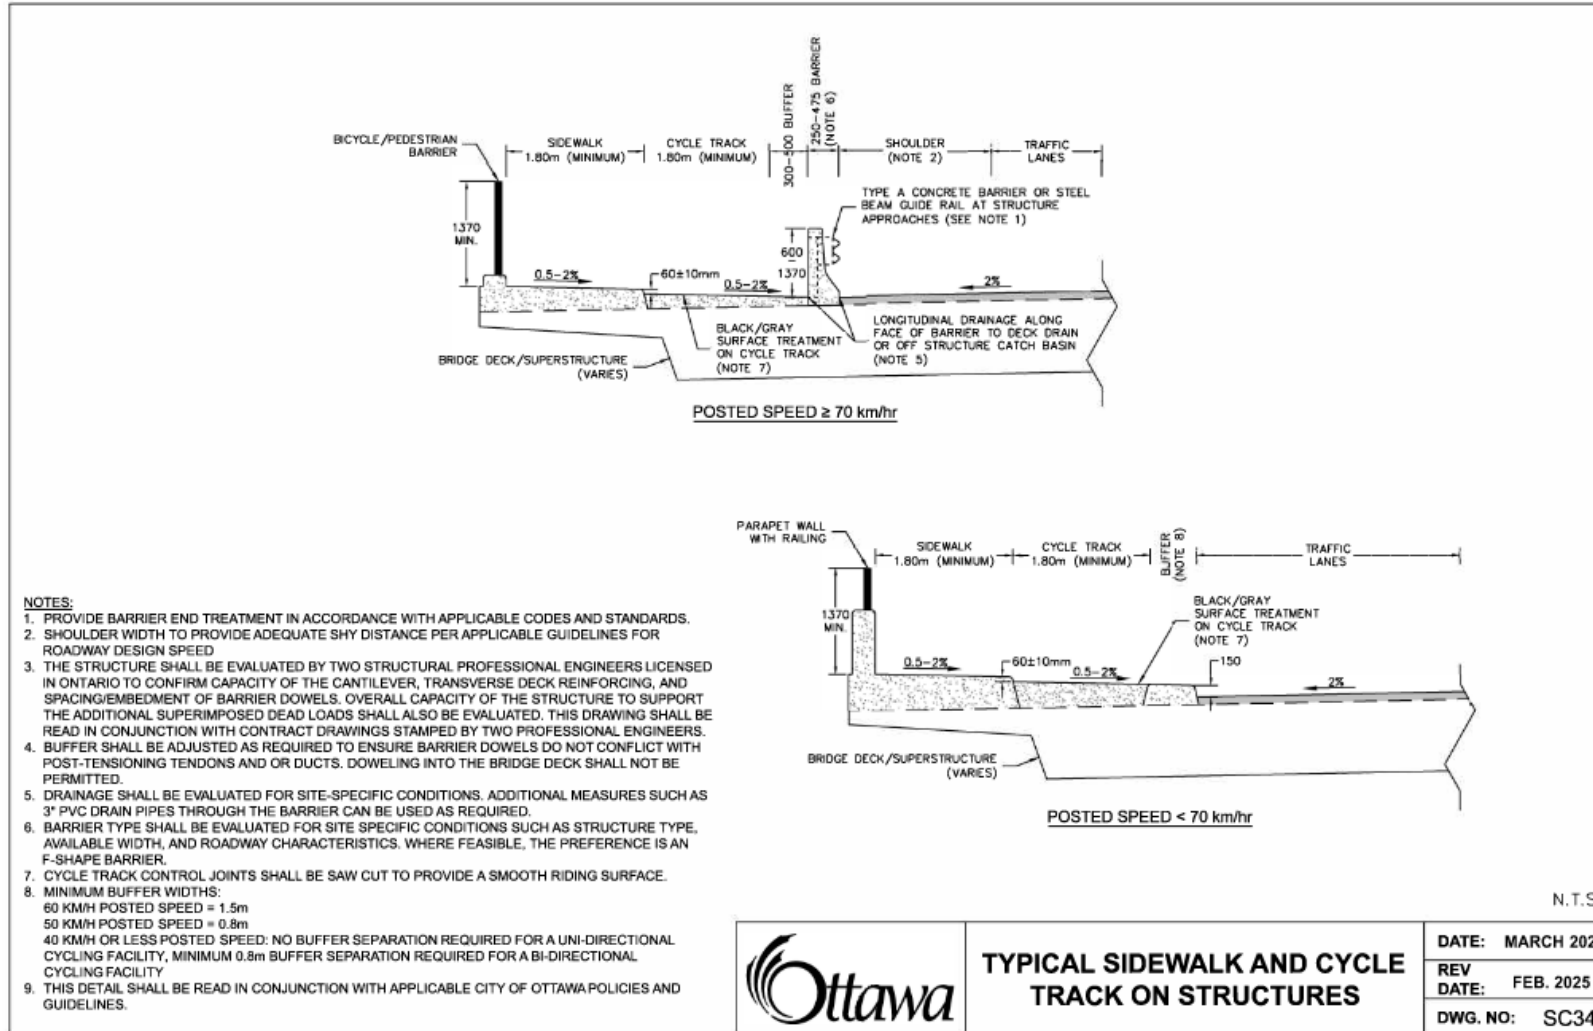 BICYCLE/PEDESTRIAN
BARRIER
SIDEWALK
1.80m (MINIMUM)
CYCLE TRACK
1.80m (MINIMUM)
300-500 BUFFER
250-475 BARRIER
(NOTE 6)
SHOULDER
(NOTE 2)
TRAFFIC
LANES
TYPE A CONCRETE BARRIER OR STEEL
BEAM GUIDE RAIL AT STRUCTURE
APPROACHES (SEE NOTE 1)
1370
MIN.
600
-
1370
0.5-2%
60±10mm
0.5-2%
2%
BLACK/GRAY
SURFACE TREATMENT
ON CYCLE TRACK
(NOTE 7)
LONGITUDINAL DRAINAGE ALONG
FACE OF BARRIER TO DECK DRAIN
OR OFF STRUCTURE CATCH BASIN
(NOTE 5)
BRIDGE DECK/SUPERSTRUCTURE
(VARIES)
POSTED SPEED ≥ 70 km/hr
PARAPET WALL
WITH RAILING
SIDEWALK
1.80m (MINIMUM)
CYCLE TRACK
1.80m (MINIMUM)
BUFFER
(NOTE 8)
TRAFFIC
LANES
1370
MIN.
BLACK/GRAY
SURFACE TREATMENT
ON CYCLE TRACK
(NOTE 7)
0.5-2%
60±10mm
0.5-2%
150
2%
BRIDGE DECK/SUPERSTRUCTURE
(VARIES)
POSTED SPEED < 70 km/hr
NOTES:
1. PROVIDE BARRIER END TREATMENT IN ACCORDANCE WITH APPLICABLE CODES AND STANDARDS.
2. SHOULDER WIDTH TO PROVIDE ADEQUATE SHY DISTANCE PER APPLICABLE GUIDELINES FOR
ROADWAY DESIGN SPEED
3. THE STRUCTURE SHALL BE EVALUATED BY TWO STRUCTURAL PROFESSIONAL ENGINEERS LICENSED
IN ONTARIO TO CONFIRM CAPACITY OF THE CANTILEVER, TRANSVERSE DECK REINFORCING, AND
SPACING/EMBEDMENT OF BARRIER DOWELS. OVERALL CAPACITY OF THE STRUCTURE TO SUPPORT
THE ADDITIONAL SUPERIMPOSED DEAD LOADS SHALL ALSO BE EVALUATED. THIS DRAWING SHALL BE
READ IN CONJUNCTION WITH CONTRACT DRAWINGS STAMPED BY TWO PROFESSIONAL ENGINEERS.
4. BUFFER SHALL BE ADJUSTED AS REQUIRED TO ENSURE BARRIER DOWELS DO NOT CONFLICT WITH
POST-TENSIONING TENDONS AND OR DUCTS. DOWELING INTO THE BRIDGE DECK SHALL NOT BE
PERMITTED.
5. DRAINAGE SHALL BE EVALUATED FOR SITE-SPECIFIC CONDITIONS. ADDITIONAL MEASURES SUCH AS
3" PVC DRAIN PIPES THROUGH THE BARRIER CAN BE USED AS REQUIRED.
6. BARRIER TYPE SHALL BE EVALUATED FOR SITE SPECIFIC CONDITIONS SUCH AS STRUCTURE TYPE,
AVAILABLE WIDTH, AND ROADWAY CHARACTERISTICS. WHERE FEASIBLE, THE PREFERENCE IS AN
F-SHAPE BARRIER.
7. CYCLE TRACK CONTROL JOINTS SHALL BE SAW CUT TO PROVIDE A SMOOTH RIDING SURFACE.
8. MINIMUM BUFFER WIDTHS:
60 KM/H POSTED SPEED = 1.5m
50 KM/H POSTED SPEED = 0.8m
40 KM/H OR LESS POSTED SPEED: NO BUFFER SEPARATION REQUIRED FOR A UNI-DIRECTIONAL
CYCLING FACILITY, MINIMUM 0.8m BUFFER SEPARATION REQUIRED FOR A BI-DIRECTIONAL
CYCLING FACILITY
9. THIS DETAIL SHALL BE READ IN CONJUNCTION WITH APPLICABLE CITY OF OTTAWA POLICIES AND
GUIDELINES.
N.T.S
Ottawa
TYPICAL SIDEWALK AND CYCLE
TRACK ON STRUCTURES
DATE: MARCH 202
REV
DATE: FEB. 2025
DWG. NO: SC34